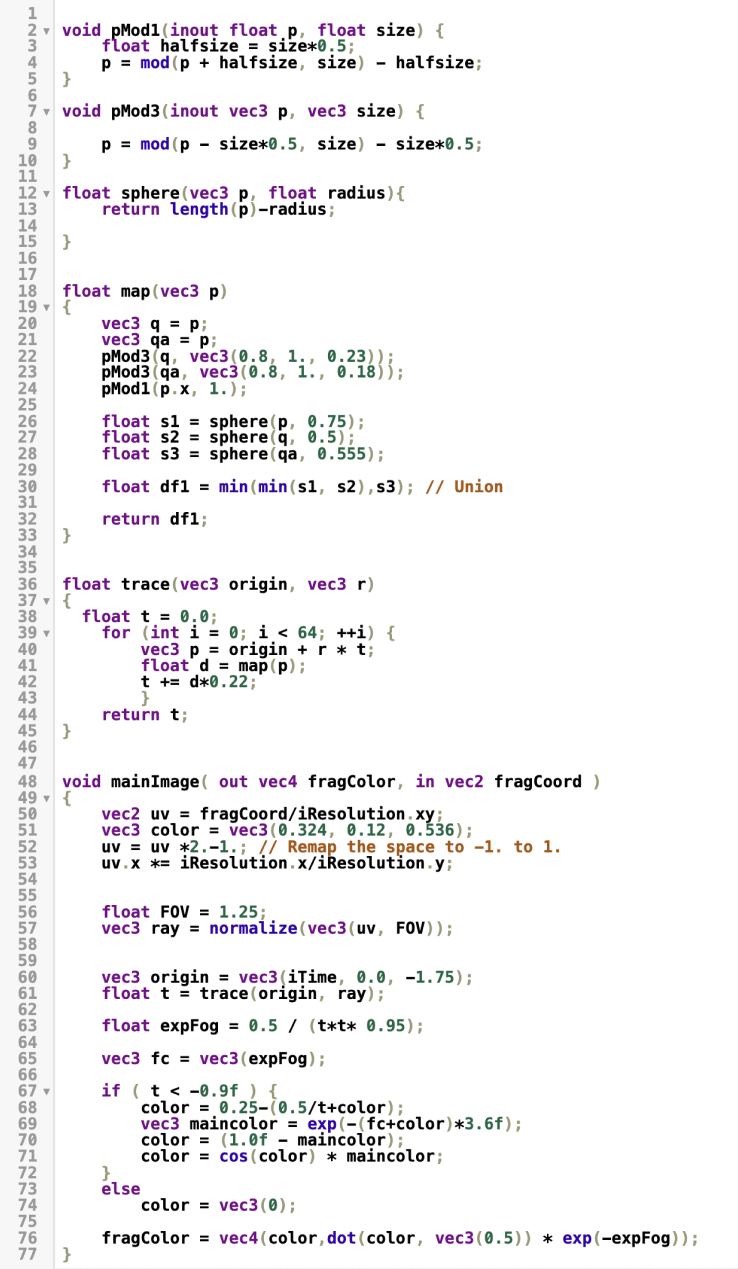 1
2 void pMod1(inout float p, float size) {
3     float halfsize = size*0.5;
4     p = mod(p + halfsize, size) - halfsize;
5 }
6
7 void pMod3(inout vec3 p, vec3 size) {
8
9     p = mod(p - size*0.5, size) - size*0.5;
10 }
11
12 float sphere(vec3 p, float radius){
13     return length(p)-radius;
14
15 }
16
17
18 float map(vec3 p)
19 {
20     vec3 q = p;
21     vec3 qa = p;
22     pMod3(q, vec3(0.8, 1., 0.23));
23     pMod3(qa, vec3(0.8, 1., 0.18));
24     pMod1(p.x, 1.);
25
26     float s1 = sphere(p, 0.75);
27     float s2 = sphere(q, 0.5);
28     float s3 = sphere(qa, 0.555);
29
30     float df1 = min(min(s1, s2),s3); // Union
31
32     return df1;
33 }
34
35
36 float trace(vec3 origin, vec3 r)
37 {
38   float t = 0.0;
39     for (int i = 0; i < 64; ++i) {
40         vec3 p = origin + r * t;
41         float d = map(p);
42         t += d*0.22;
43         }
44     return t;
45 }
46
47
48 void mainImage( out vec4 fragColor, in vec2 fragCoord )
49 {
50     vec2 uv = fragCoord/iResolution.xy;
51     vec3 color = vec3(0.324, 0.12, 0.536);
52     uv = uv *2.-1.; // Remap the space to -1. to 1.
53     uv.x *= iResolution.x/iResolution.y;
54
55
56     float FOV = 1.25;
57     vec3 ray = normalize(vec3(uv, FOV));
58
59
60     vec3 origin = vec3(iTime, 0.0, -1.75);
61     float t = trace(origin, ray);
62
63     float expFog = 0.5 / (t*t* 0.95);
64
65     vec3 fc = vec3(expFog);
66
67     if ( t < -0.9f ) {
68         color = 0.25-(0.5/t+color);
69         vec3 maincolor = exp(-(fc+color)*3.6f);
70         color = (1.0f - maincolor);
71         color = cos(color) * maincolor;
72     }
73     else
74         color = vec3(0);
75
76     fragColor = vec4(color,dot(color, vec3(0.5)) * exp(-expFog));
77 }